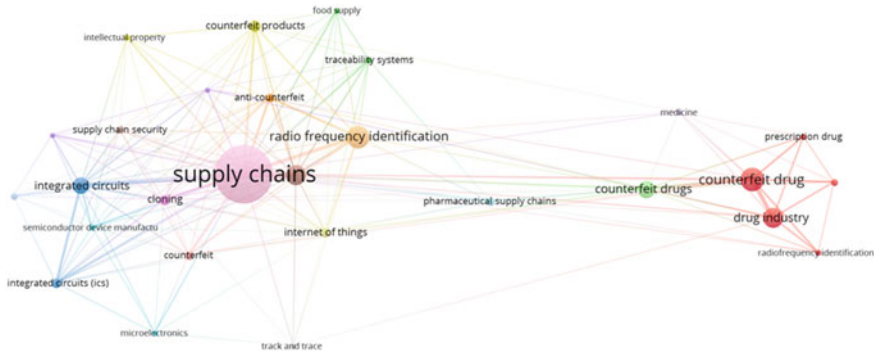 food supply
counterfeit products
intellectual property
traceability systems
anti-counterfeit
medicine
supply chain security
radio frequency identification
prescription drug
supply chains
counterfeit drug
integrated circuits
counterfeit drugs
cloning
pharmaceutical supply chains
drug industry
semiconductor device manufactu
internet of things
counterfeit
radiofrequency identification
integrated circuits (ics)
microelectronics
track and trace